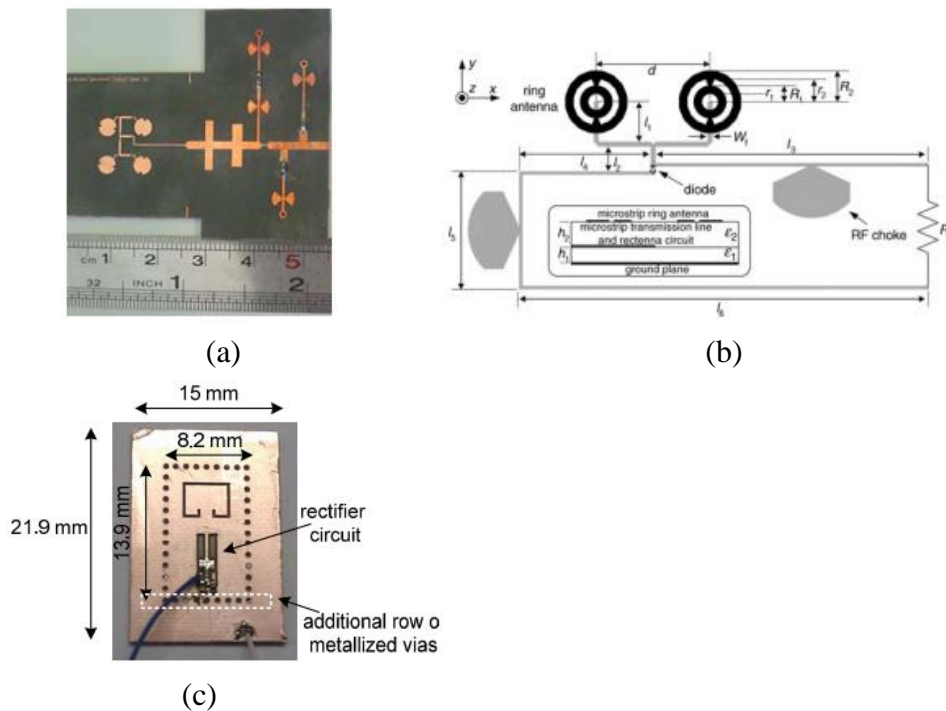 cm 1 2 3 4 5
32 INCH 1 2
(a)
y
z x
ring
antenna
d
l₁
r₁ R₁ r₂ R₂
W₁
l₄ l₂
l₃
diode
l₅
microstrip ring antenna
microstrip transmission line
and rectenna circuit
h₂ ε₂
h₁ ε₁
ground plane
RF choke
R
l₆
(b)
15 mm
8.2 mm
21.9 mm
13.9 mm
rectifier
circuit
additional row o
metallized vias
(c)